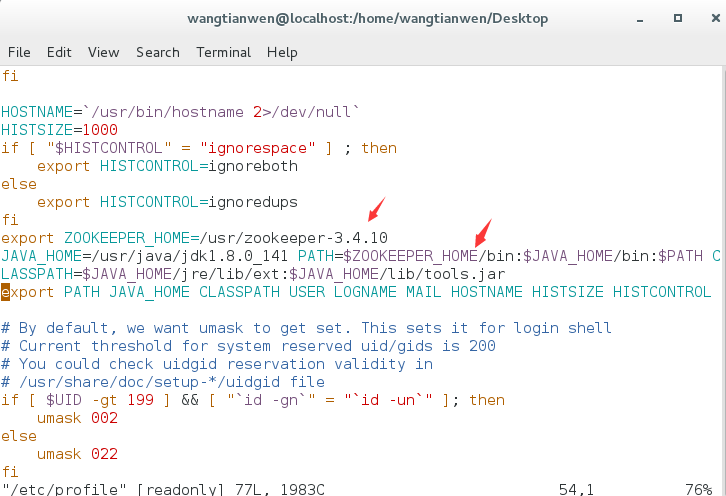 wangtianwen@localhost:/home/wangtianwen/Desktop
File Edit View Search Terminal Help
fi
HOSTNAME=`/usr/bin/hostname 2>/dev/null`
HISTSIZE=1000
if [ "$HISTCONTROL" = "ignorespace" ] ; then
    export HISTCONTROL=ignoreboth
else
    export HISTCONTROL=ignoredups
fi
export ZOOKEEPER_HOME=/usr/zookeeper-3.4.10
JAVA_HOME=/usr/java/jdk1.8.0_141 PATH=$ZOOKEEPER_HOME/bin:$JAVA_HOME/bin:$PATH C
LASSPATH=$JAVA_HOME/jre/lib/ext:$JAVA_HOME/lib/tools.jar
export PATH JAVA_HOME CLASSPATH USER LOGNAME MAIL HOSTNAME HISTSIZE HISTCONTROL
# By default, we want umask to get set. This sets it for login shell
# Current threshold for system reserved uid/gids is 200
# You could check uidgid reservation validity in
# /usr/share/doc/setup-*/uidgid file
if [ $UID -gt 199 ] && [ "`id -gn`" = "`id -un`" ]; then
    umask 002
else
    umask 022
fi
"/etc/profile" [readonly] 77L, 1983C 54,1 76%